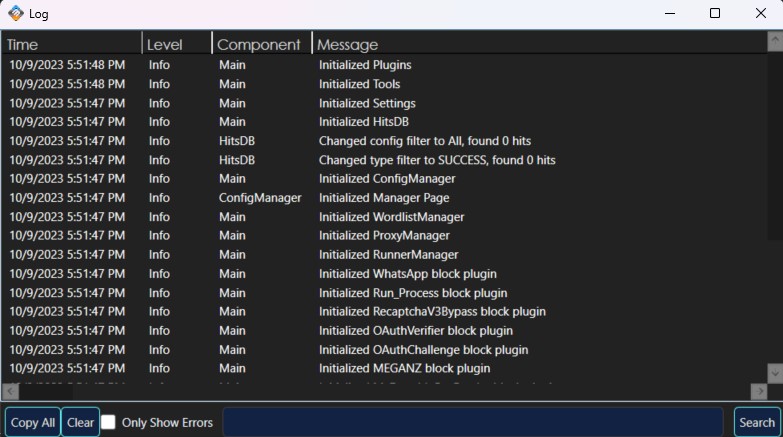 Log
Time Level Component Message
10/9/2023 5:51:48 PM Info Main Initialized Plugins
10/9/2023 5:51:48 PM Info Main Initialized Tools
10/9/2023 5:51:47 PM Info Main Initialized Settings
10/9/2023 5:51:47 PM Info Main Initialized HitsDB
10/9/2023 5:51:47 PM Info HitsDB Changed config filter to All, found 0 hits
10/9/2023 5:51:47 PM Info HitsDB Changed type filter to SUCCESS, found 0 hits
10/9/2023 5:51:47 PM Info Main Initialized ConfigManager
10/9/2023 5:51:47 PM Info ConfigManager Initialized Manager Page
10/9/2023 5:51:47 PM Info Main Initialized WordlistManager
10/9/2023 5:51:47 PM Info Main Initialized ProxyManager
10/9/2023 5:51:47 PM Info Main Initialized RunnerManager
10/9/2023 5:51:47 PM Info Main Initialized WhatsApp block plugin
10/9/2023 5:51:47 PM Info Main Initialized Run_Process block plugin
10/9/2023 5:51:47 PM Info Main Initialized RecaptchaV3Bypass block plugin
10/9/2023 5:51:47 PM Info Main Initialized OAuthVerifier block plugin
10/9/2023 5:51:47 PM Info Main Initialized OAuthChallenge block plugin
10/9/2023 5:51:47 PM Info Main Initialized MEGANZ block plugin
Copy All Clear Only Show Errors Search